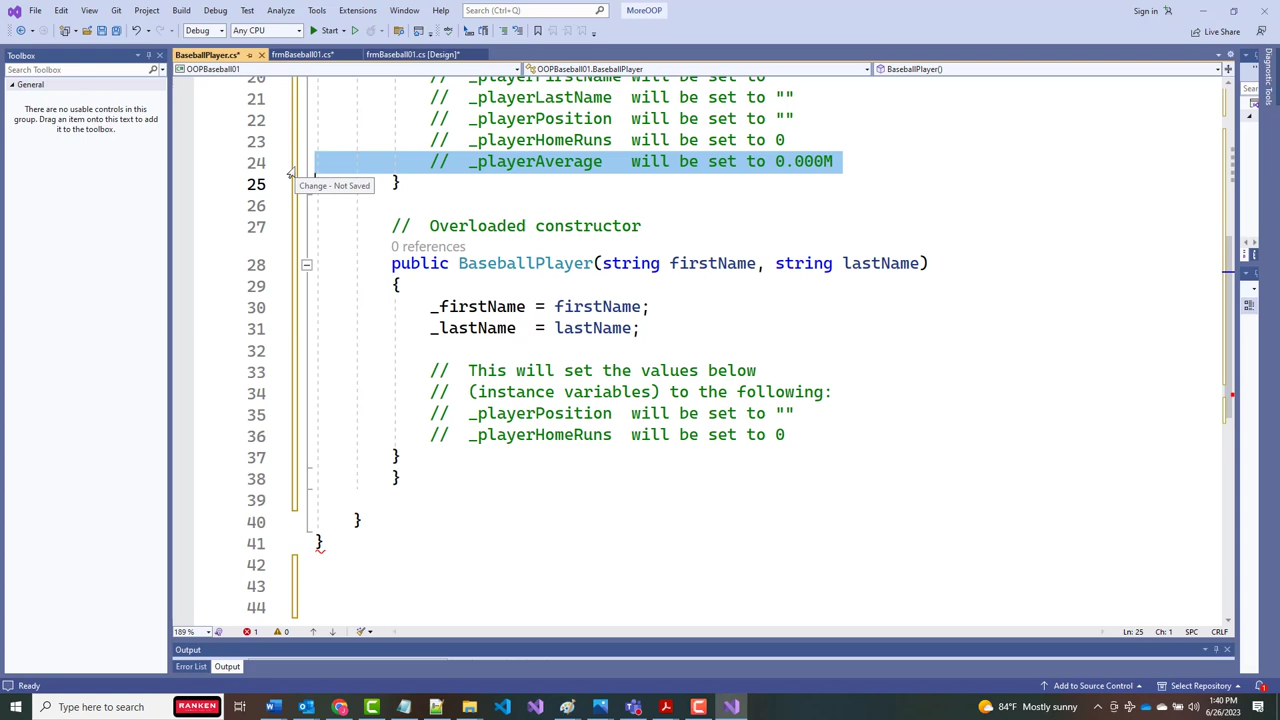 File Edit View Git Project Build Debug Test Analyze Tools Extensions Window Help Search (Ctrl+Q) MoreOOP Sign in
Debug Any CPU Start Live Share
Toolbox
BaseballPlayer.cs* frmBaseball01.cs* frmBaseball01.cs [Design]*
Search Toolbox
OOPBaseball01 OOPBaseball01.BaseballPlayer BaseballPlayer()
General
There are no usable controls in this
group. Drag an item onto this text to add
it to the toolbox.
Diagnostic Tools
20 // _playerFirstName will be set to ""
21 // _playerLastName will be set to ""
22 // _playerPosition will be set to ""
23 // _playerHomeRuns will be set to 0
24 // _playerAverage will be set to 0.000M
Change - Not Saved
25 }
26
27 // Overloaded constructor
0 references
28 public BaseballPlayer(string firstName, string lastName)
29 {
30 _firstName = firstName;
31 _lastName = lastName;
32
33 // This will set the values below
34 // (instance variables) to the following:
35 // _playerPosition will be set to ""
36 // _playerHomeRuns will be set to 0
37 }
38 }
39
40 }
41 }
42
43
44
189 % 1 0 Ln: 25 Ch: 1 SPC CRLF
Output
Error List Output
Ready Add to Source Control Select Repository 1
Type here to search RANKEN 84°F Mostly sunny 1:40 PM
6/26/2023